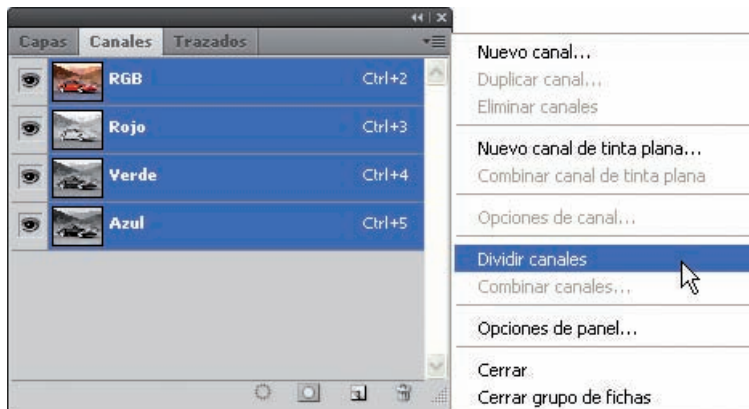 Capas Canales Trazados
RGB Ctrl+2
Rojo Ctrl+3
Verde Ctrl+4
Azul Ctrl+5
Nuevo canal...
Duplicar canal...
Eliminar canales
Nuevo canal de tinta plana...
Combinar canal de tinta plana
Opciones de canal...
Dividir canales
Combinar canales...
Opciones de panel...
Cerrar
Cerrar grupo de fichas